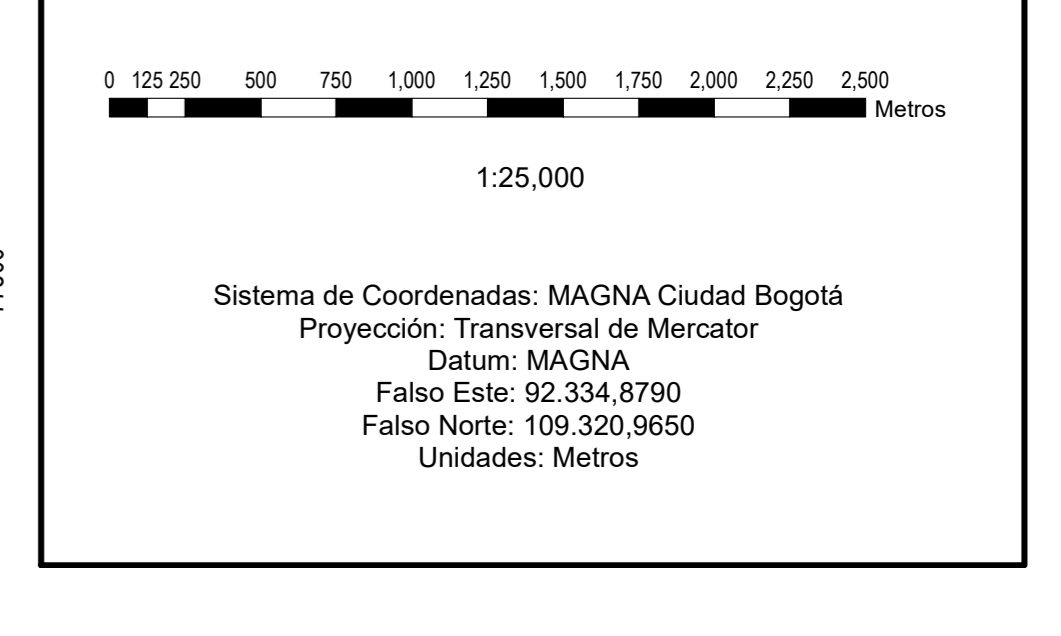 0 125 250 500 750 1,000 1,250 1,500 1,750 2,000 2,250 2,500
Metros
1:25,000
Sistema de Coordenadas: MAGNA Ciudad Bogotá
Proyección: Transversal de Mercator
Datum: MAGNA
Falso Este: 92.334,8790
Falso Norte: 109.320,9650
Unidades: Metros